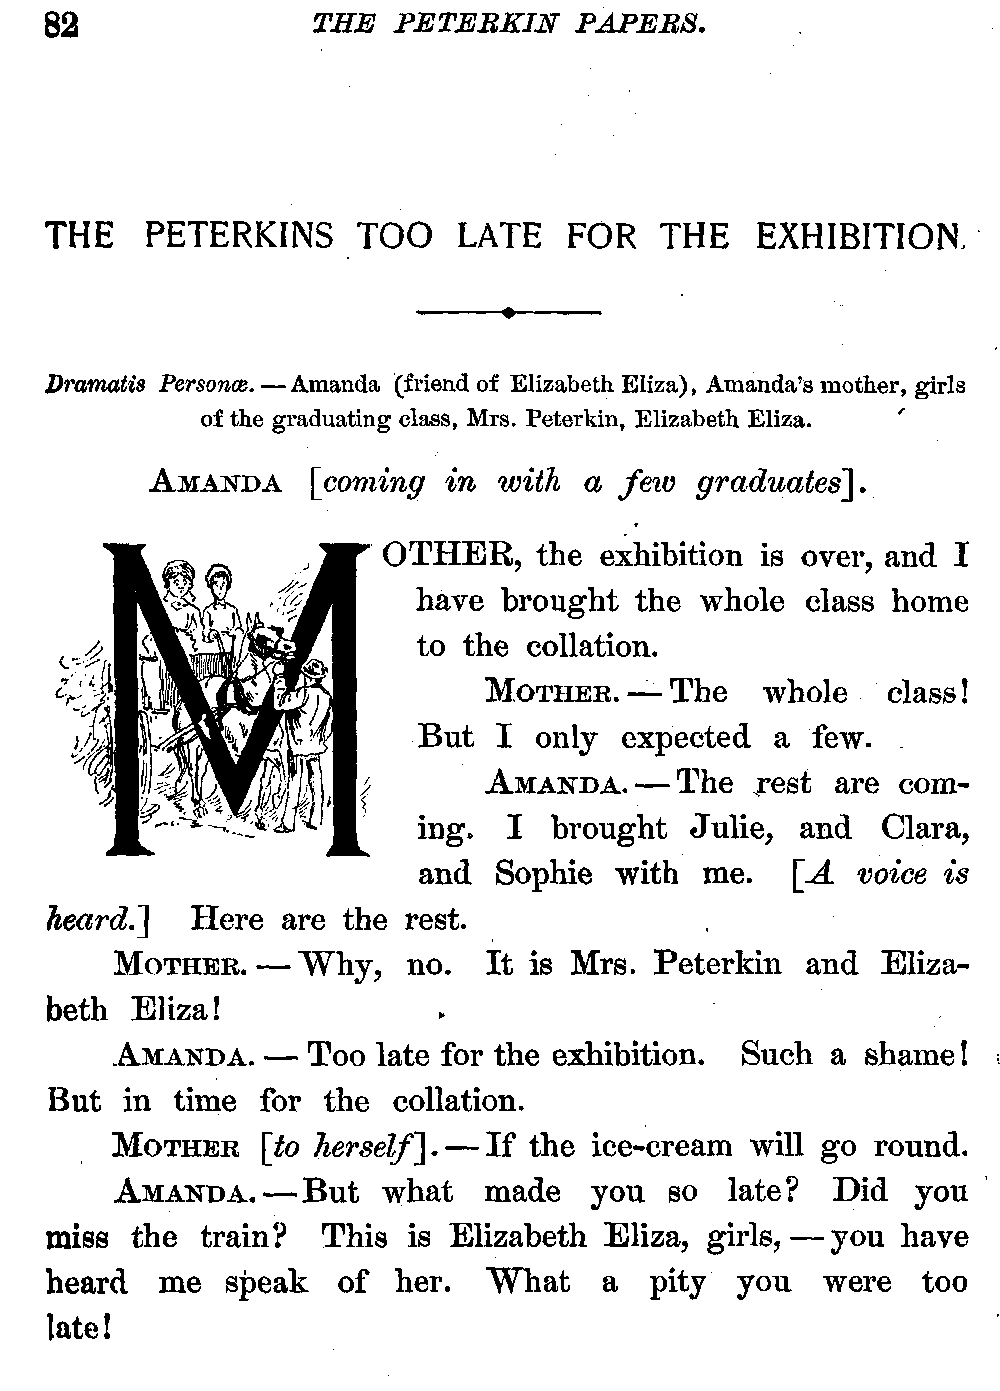 82 THE PETERKIN PAPERS.
THE PETERKINS TOO LATE FOR THE EXHIBITION.
Dramatis Personæ. — Amanda (friend of Elizabeth Eliza), Amanda's mother, girls
of the graduating class, Mrs. Peterkin, Elizabeth Eliza.
AMANDA [coming in with a few graduates].
MOTHER, the exhibition is over, and I
have brought the whole class home
to the collation.
MOTHER. — The whole class!
But I only expected a few.
AMANDA. — The rest are com-
ing. I brought Julie, and Clara,
and Sophie with me. [A voice is
heard.] Here are the rest.
MOTHER. — Why, no. It is Mrs. Peterkin and Eliza-
beth Eliza!
AMANDA. — Too late for the exhibition. Such a shame!
But in time for the collation.
MOTHER [to herself]. — If the ice-cream will go round.
AMANDA. — But what made you so late? Did you
miss the train? This is Elizabeth Eliza, girls, — you have
heard me speak of her. What a pity you were too
late!